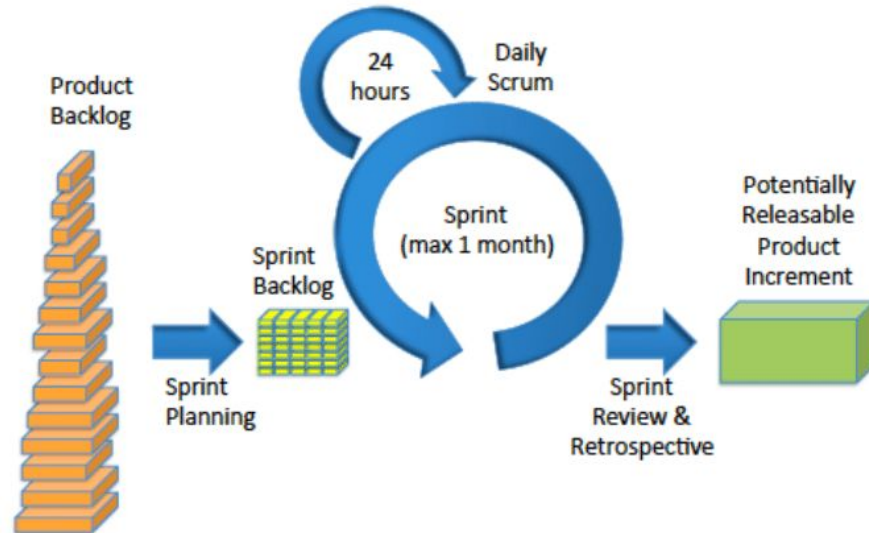 Product
Backlog
Sprint
Planning
Sprint
Backlog
24
hours
Daily
Scrum
Sprint
(max 1 month)
Sprint
Review &
Retrospective
Potentially
Releasable
Product
Increment